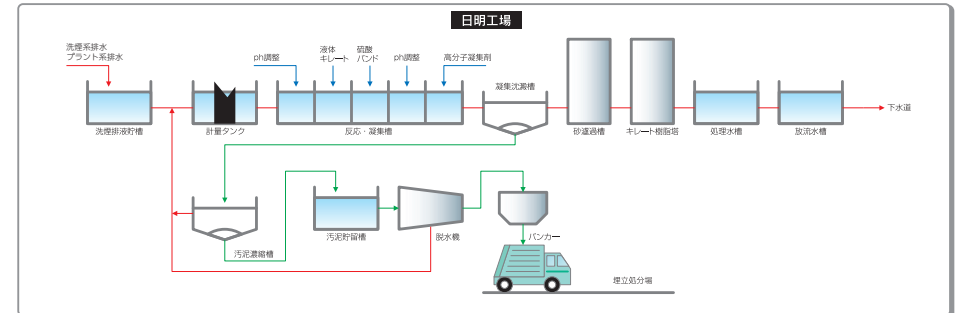 日明工場
洗煙系排水
プラント系排水
ph調整
液体
キレート
硫酸
バンド
ph調整
高分子凝集剤
凝集沈澱槽
下水道
洗煙排液貯槽
計量タンク
反応・凝集槽
砂濾過槽
キレート樹脂塔
処理水槽
放流水槽
汚泥貯留槽
脱水機
バンカー
汚泥濃縮槽
埋立処分場